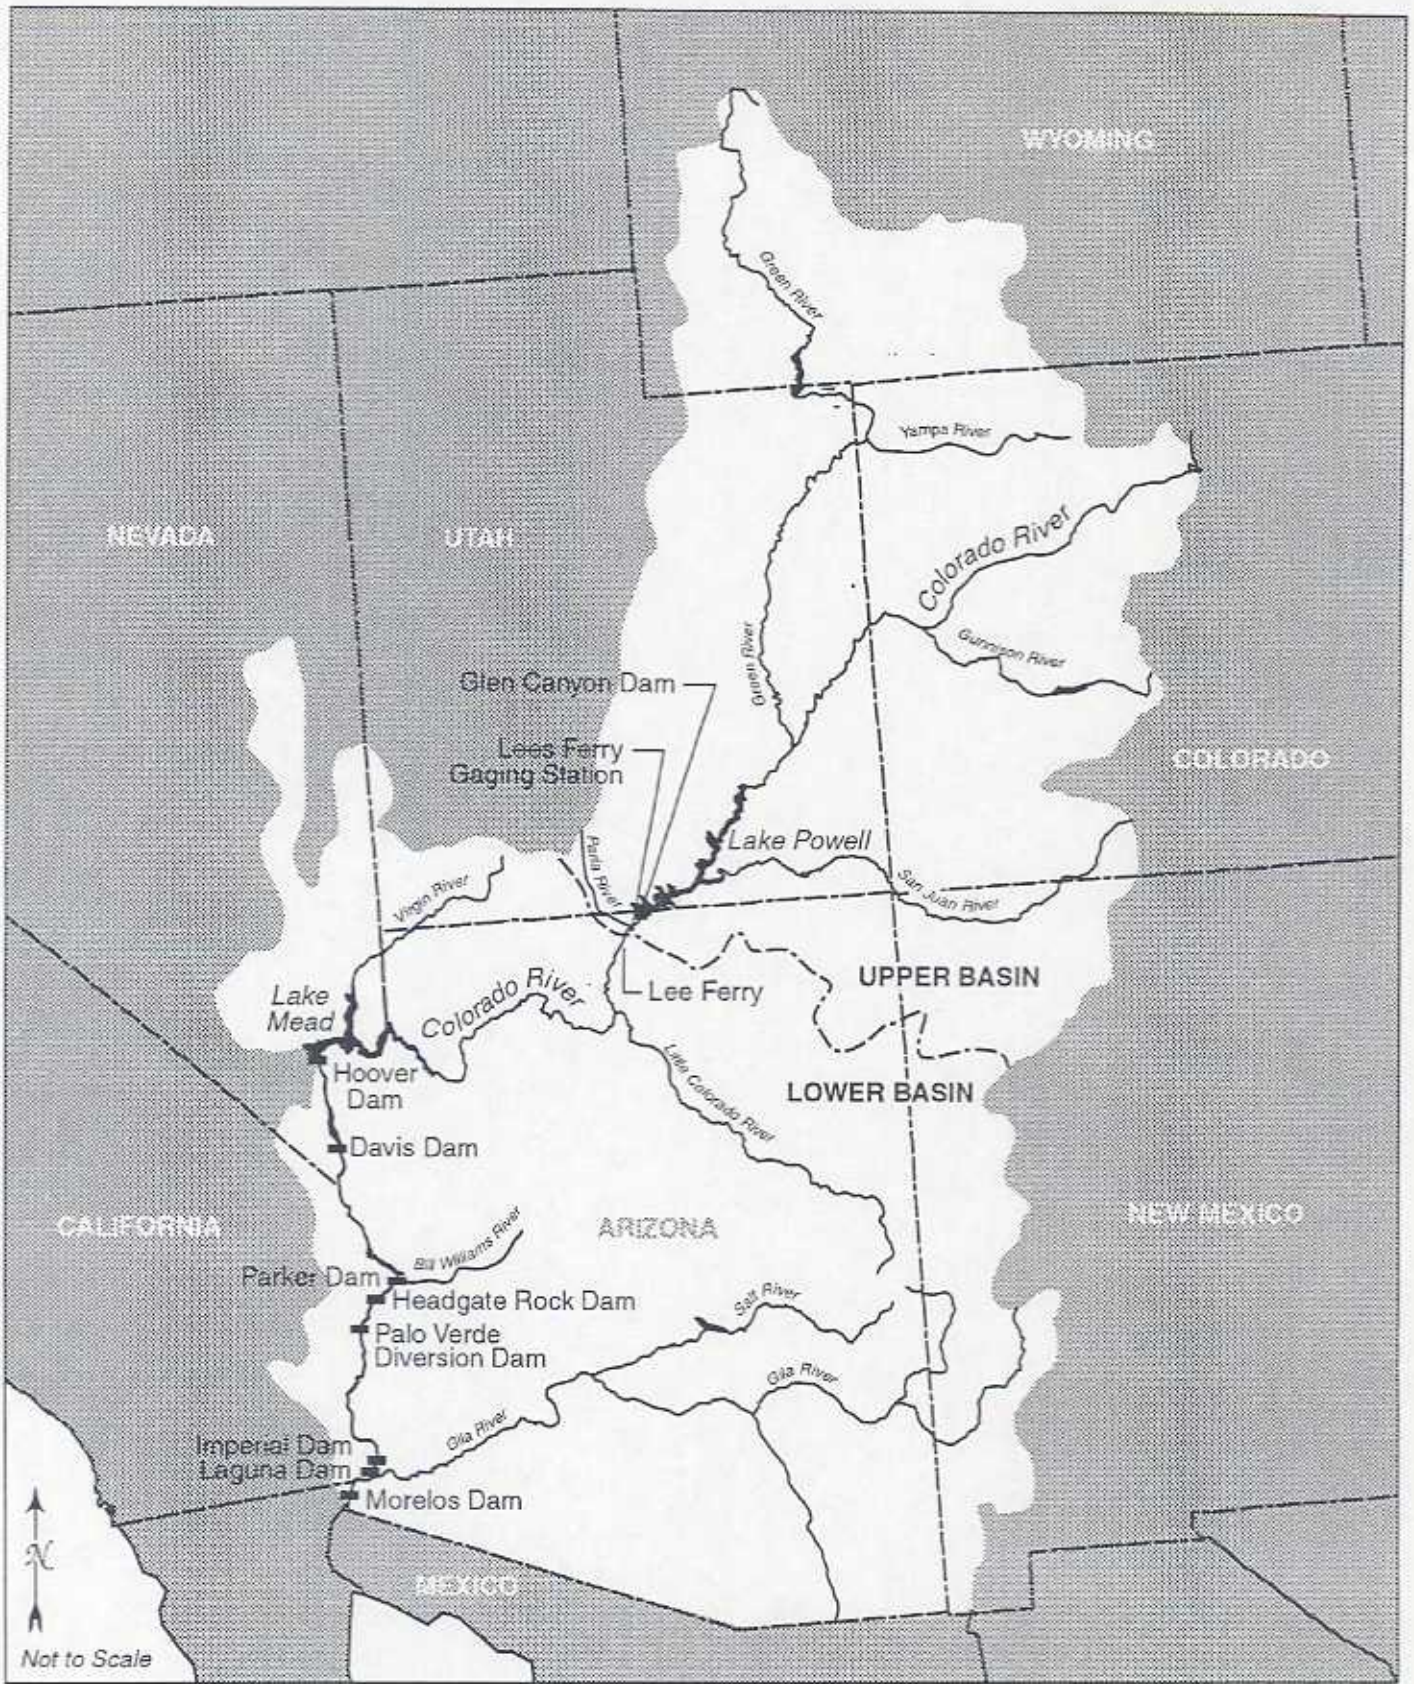 WYOMING
Green River
Yampa River
NEVADA
UTAH
Colorado River
Gunnison River
Green River
Glen Canyon Dam
Lees Ferry
Gaging Station
COLORADO
Lake Powell
Paria River
San Juan River
Virgin River
UPPER BASIN
Lee Ferry
Lake
Mead
Colorado River
Hoover
Dam
Little Colorado River
LOWER BASIN
Davis Dam
CALIFORNIA
ARIZONA
NEW MEXICO
Bill Williams River
Parker Dam
Headgate Rock Dam
Salt River
Palo Verde
Diversion Dam
Gila River
Gila River
Imperial Dam
Laguna Dam
Morelos Dam
N
MEXICO
Not to Scale